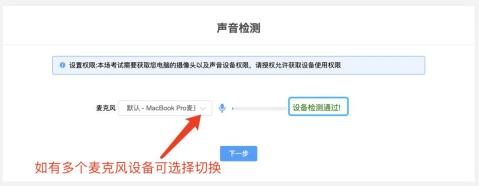 声音检测
设置权限:本场考试需要获取您电脑的摄像头以及声音设备权限，请授权允许获取设备使用权限
麦克风 默认 - MacBook Pro麦 设备检测通过!
下一步
如有多个麦克风设备可选择切换